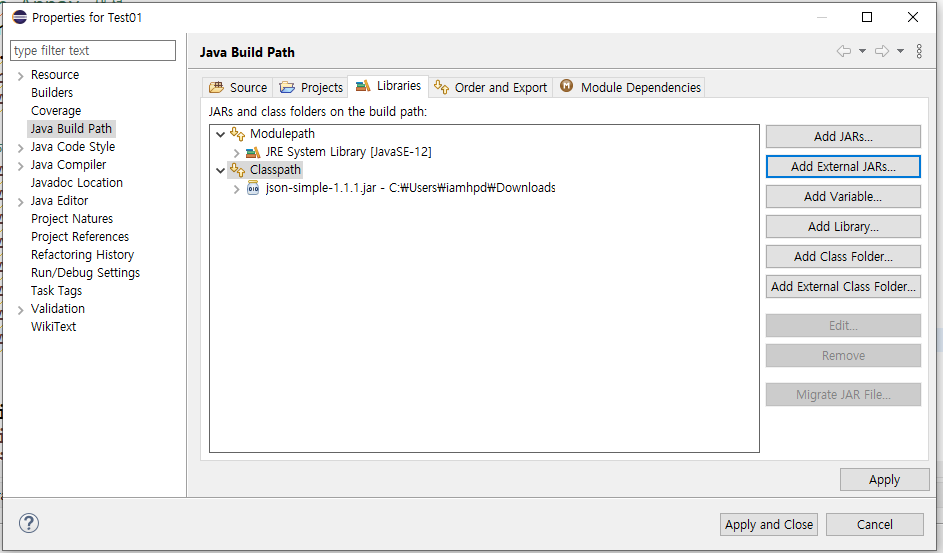 Properties for Test01
type filter text
Resource
Builders
Coverage
Java Build Path
Java Code Style
Java Compiler
Javadoc Location
Java Editor
Project Natures
Project References
Refactoring History
Run/Debug Settings
Task Tags
Validation
WikiText
Java Build Path
Source Projects Libraries Order and Export Module Dependencies
JARs and class folders on the build path:
Modulepath
JRE System Library [JavaSE-12]
Classpath
json-simple-1.1.1.jar - C:₩Users₩iamhpd₩Downloads
Add JARs...
Add External JARs...
Add Variable...
Add Library...
Add Class Folder...
Add External Class Folder...
Edit...
Remove
Migrate JAR File...
Apply
Apply and Close Cancel